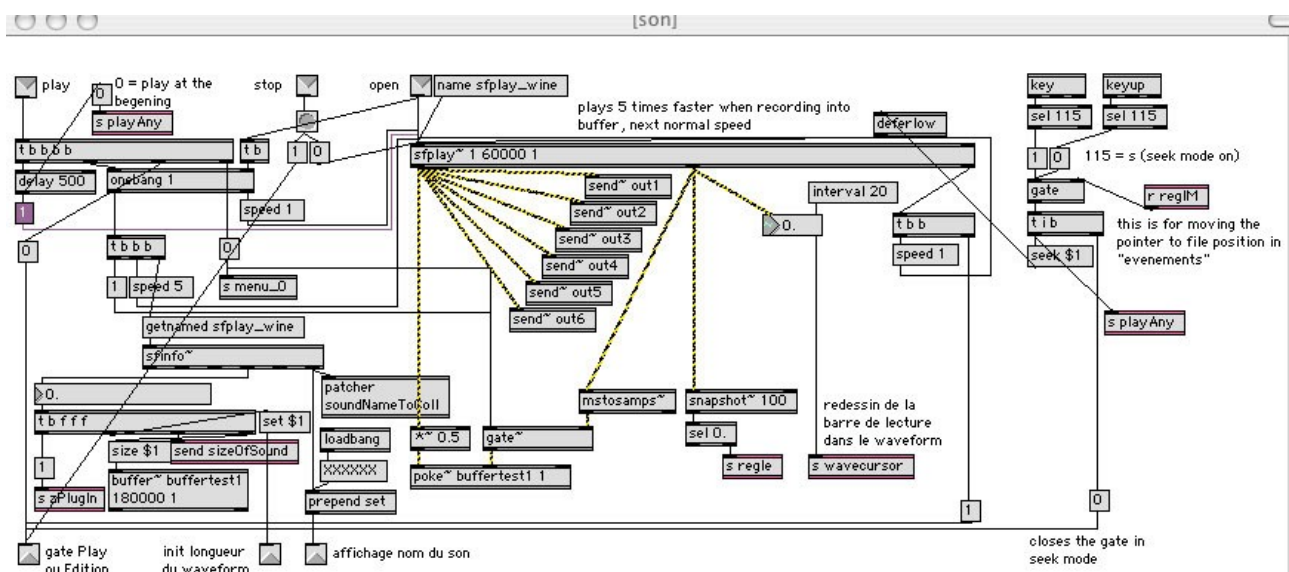 [son]
play
0
0 = play at the
begening
s playAny
stop
open
name sfplay_wine
plays 5 times faster when recording into
buffer, next normal speed
deferlow
key
keyup
sel 115
sel 115
t b b b b
t b
1
0
sfplay~ 1 60000 1
1
0
115 = s (seek mode on)
delay 500
onebang 1
send~ out1
interval 20
gate
r regIM
1
speed 1
send~ out2
send~ out3
0.
t b b
t i b
this is for moving the
pointer to file position in
"evenements"
0
t b b b
0
send~ out4
speed 1
seek $1
1
speed 5
s menu_0
send~ out5
send~ out6
s playAny
getnamed sfplay_wine
sfinfo~
0.
patcher
soundNameToColl
mstosamps~
snapshot~ 100
redessin de la
barre de lecture
dans le waveform
t b f f f
set $1
loadbang
*~ 0.5
gate~
sel 0.
size $1
send sizeOfSound
1
XXXXXX
poke~ buffertest1 1
s regle
s wavecursor
s zPlugIn
buffer~ buffertest1
180000 1
prepend set
1
0
gate Play
ou Edition
init longueur
du waveform
affichage nom du son
closes the gate in
seek mode